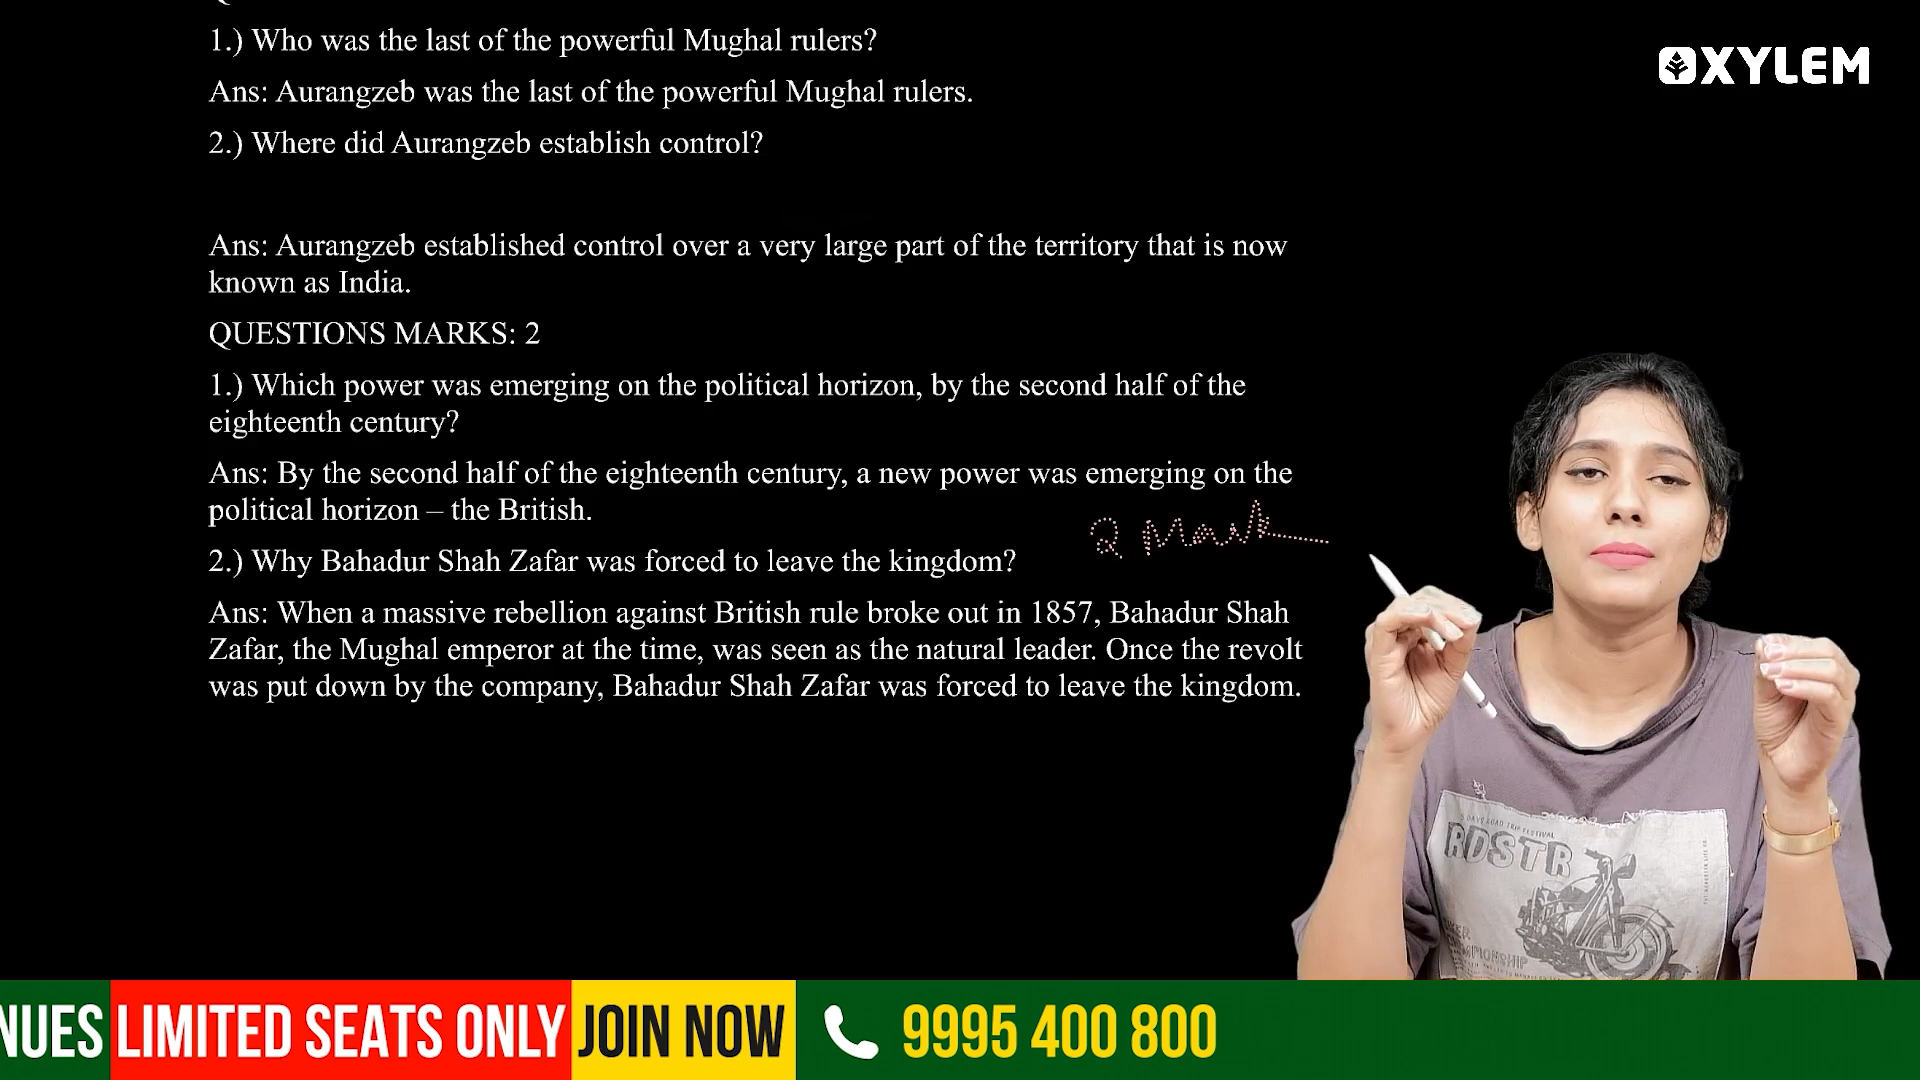 1.) Who was the last of the powerful Mughal rulers?
XYLEM
Ans: Aurangzeb was the last of the powerful Mughal rulers.
2.) Where did Aurangzeb establish control?
Ans: Aurangzeb established control over a very large part of the territory that is now
known as India.
QUESTIONS MARKS: 2
1.) Which power was emerging on the political horizon, by the second half of the
eighteenth century?
Ans: By the second half of the eighteenth century, a new power was emerging on the
political horizon – the British.
2 Mark
2.) Why Bahadur Shah Zafar was forced to leave the kingdom?
Ans: When a massive rebellion against British rule broke out in 1857, Bahadur Shah
Zafar, the Mughal emperor at the time, was seen as the natural leader. Once the revolt
was put down by the company, Bahadur Shah Zafar was forced to leave the kingdom.
RDSTR
NUES LIMITED SEATS ONLY JOIN NOW 9995 400 800